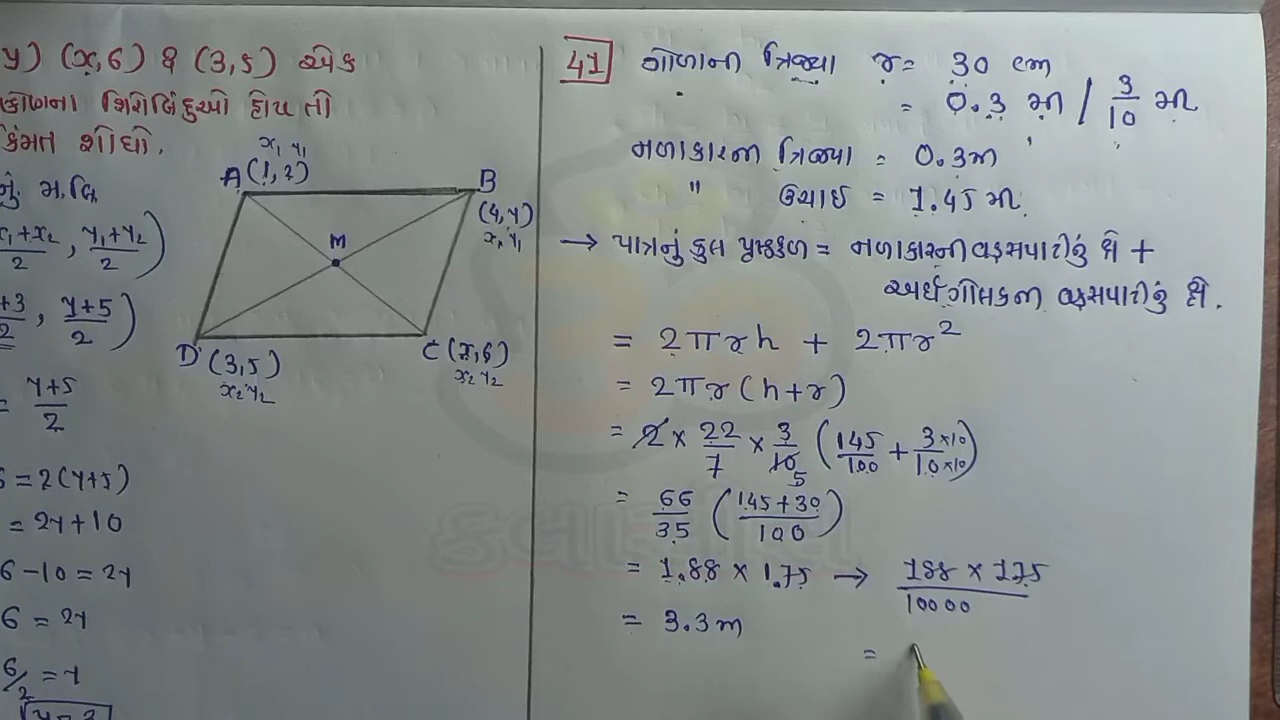 y) (x,6) ને (3,5) એક
કોણના શિરોબિંદુઓ હોય તો
કિંમત શોધો.
નું મ.બિ
x₁+x₂/2 , y₁+y₂/2)
+3/2 , y+5/2)
= y+5/2
6 = 2(y+5)
= 2y+10
6-10 = 2y
6 = 2y
6/2 = y
x₁ y₁
A(1,2)
B
(4,y)
x₁ y₁
M
D (3,5)
x₂ y₂
C (x,6)
x₂ y₂
41 ગોળાની ત્રિજ્યા r = 30 cm
= 0.3 મી / 3/10 મી
નળાકારની ત્રિજ્યા = 0.3m
" ઉંચાઈ = 1.45 મી.
→ પાત્રનું કુલ પૃષ્ઠફળ = નળાકારની વક્રસપાટીનું ક્ષે +
અર્ધગોલકની વક્રસપાટીનું ક્ષે.
= 2πrh + 2πr²
= 2πr (h+r)
= 2 × 22/7 × 3/10 5 (145/100 + 3×10/10×10)
= 66/35 (145+30/100)
= 1.88 × 1.75 → 188 × 175/10000
= 3.3m
=